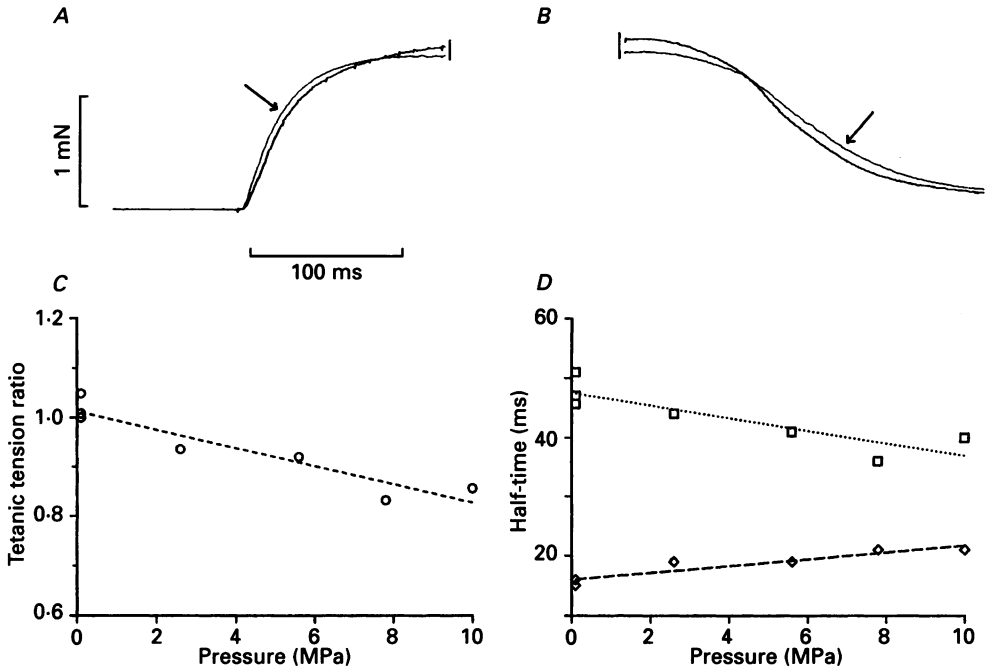 A
B
1 mN
100 ms
C
D
Tetanic tension ratio
1·2
1·0
0·8
0·6
0
2
4
6
8
10
Pressure (MPa)
Half-time (ms)
60
40
20
0
2
4
6
8
10
Pressure (MPa)